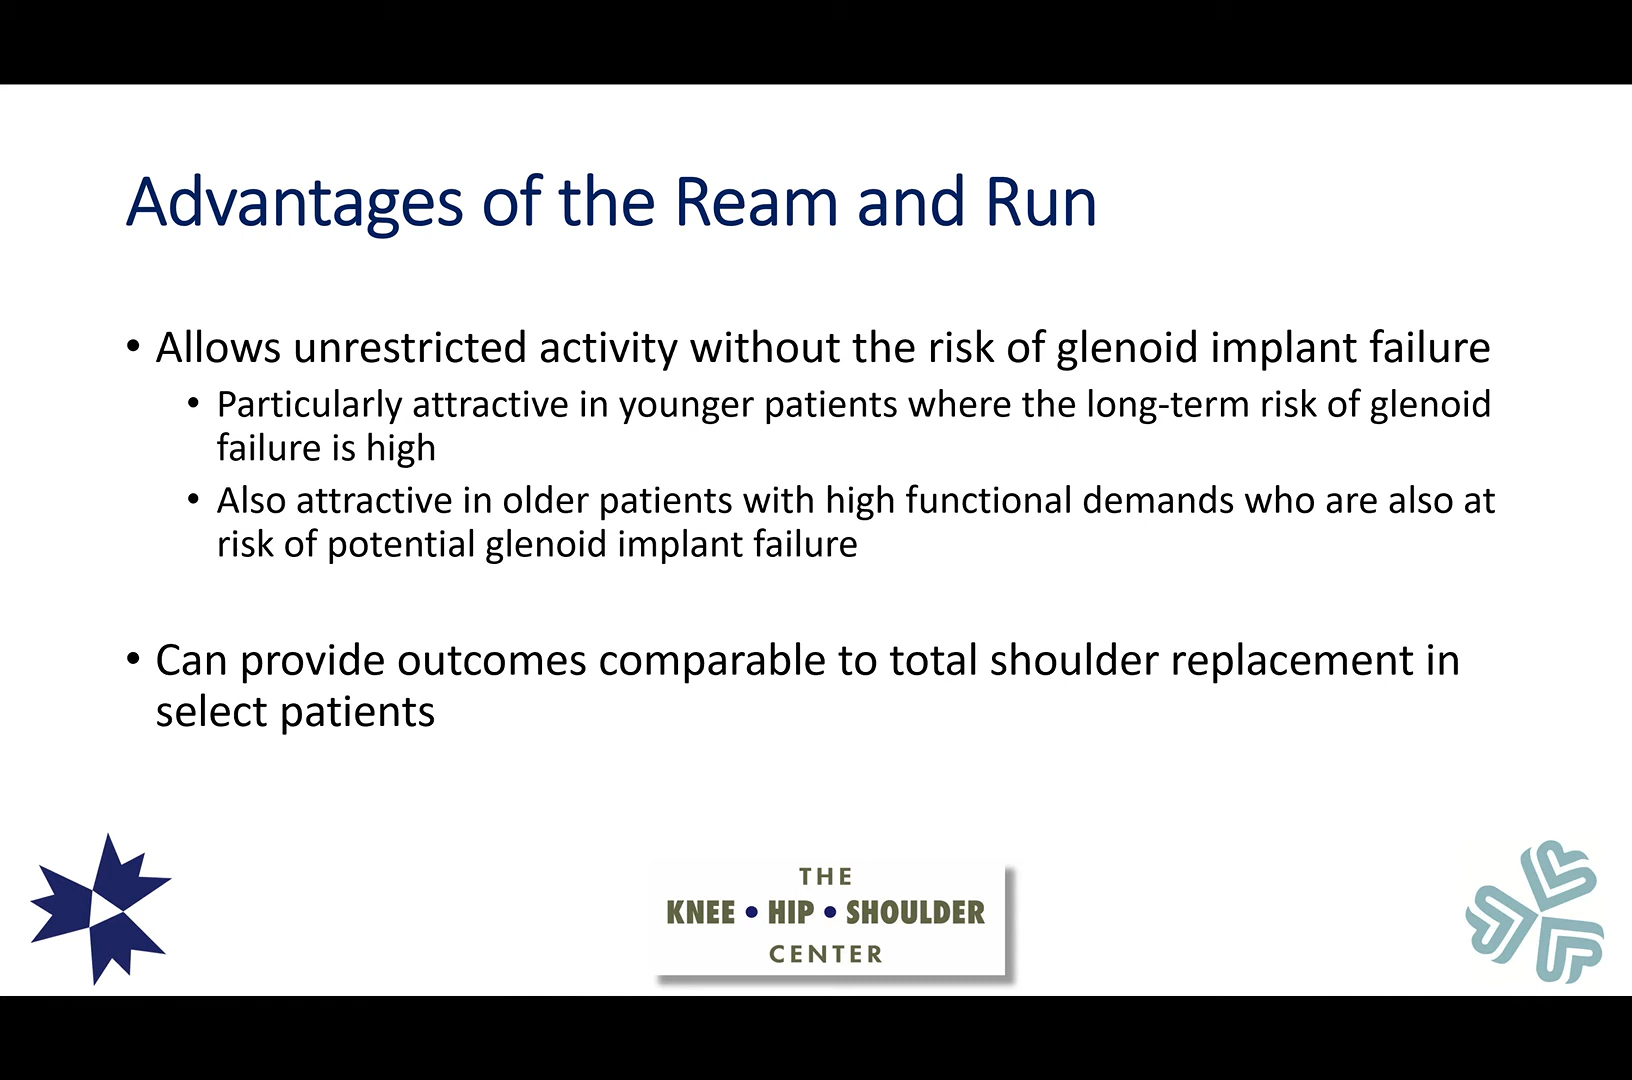 Advantages of the Ream and Run
• Allows unrestricted activity without the risk of glenoid implant failure
• Particularly attractive in younger patients where the long-term risk of glenoid
failure is high
• Also attractive in older patients with high functional demands who are also at
risk of potential glenoid implant failure
• Can provide outcomes comparable to total shoulder replacement in
select patients
THE
KNEE • HIP • SHOULDER
CENTER